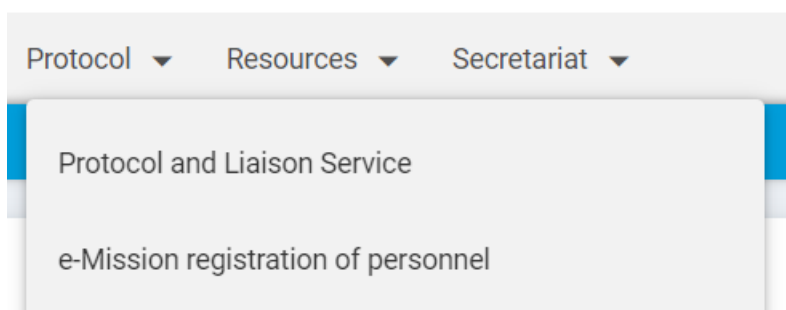 Protocol Resources Secretariat
Protocol and Liaison Service
e-Mission registration of personnel